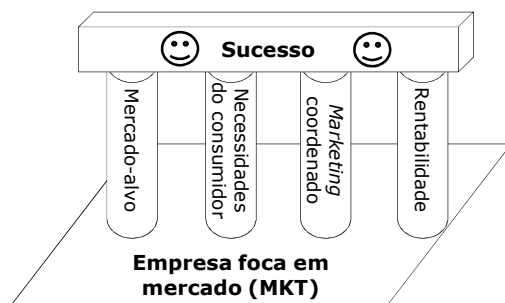 Sucesso
Mercado-alvo
Necessidades
do consumidor
Marketing
coordenado
Rentabilidade
Empresa foca em
mercado (MKT)